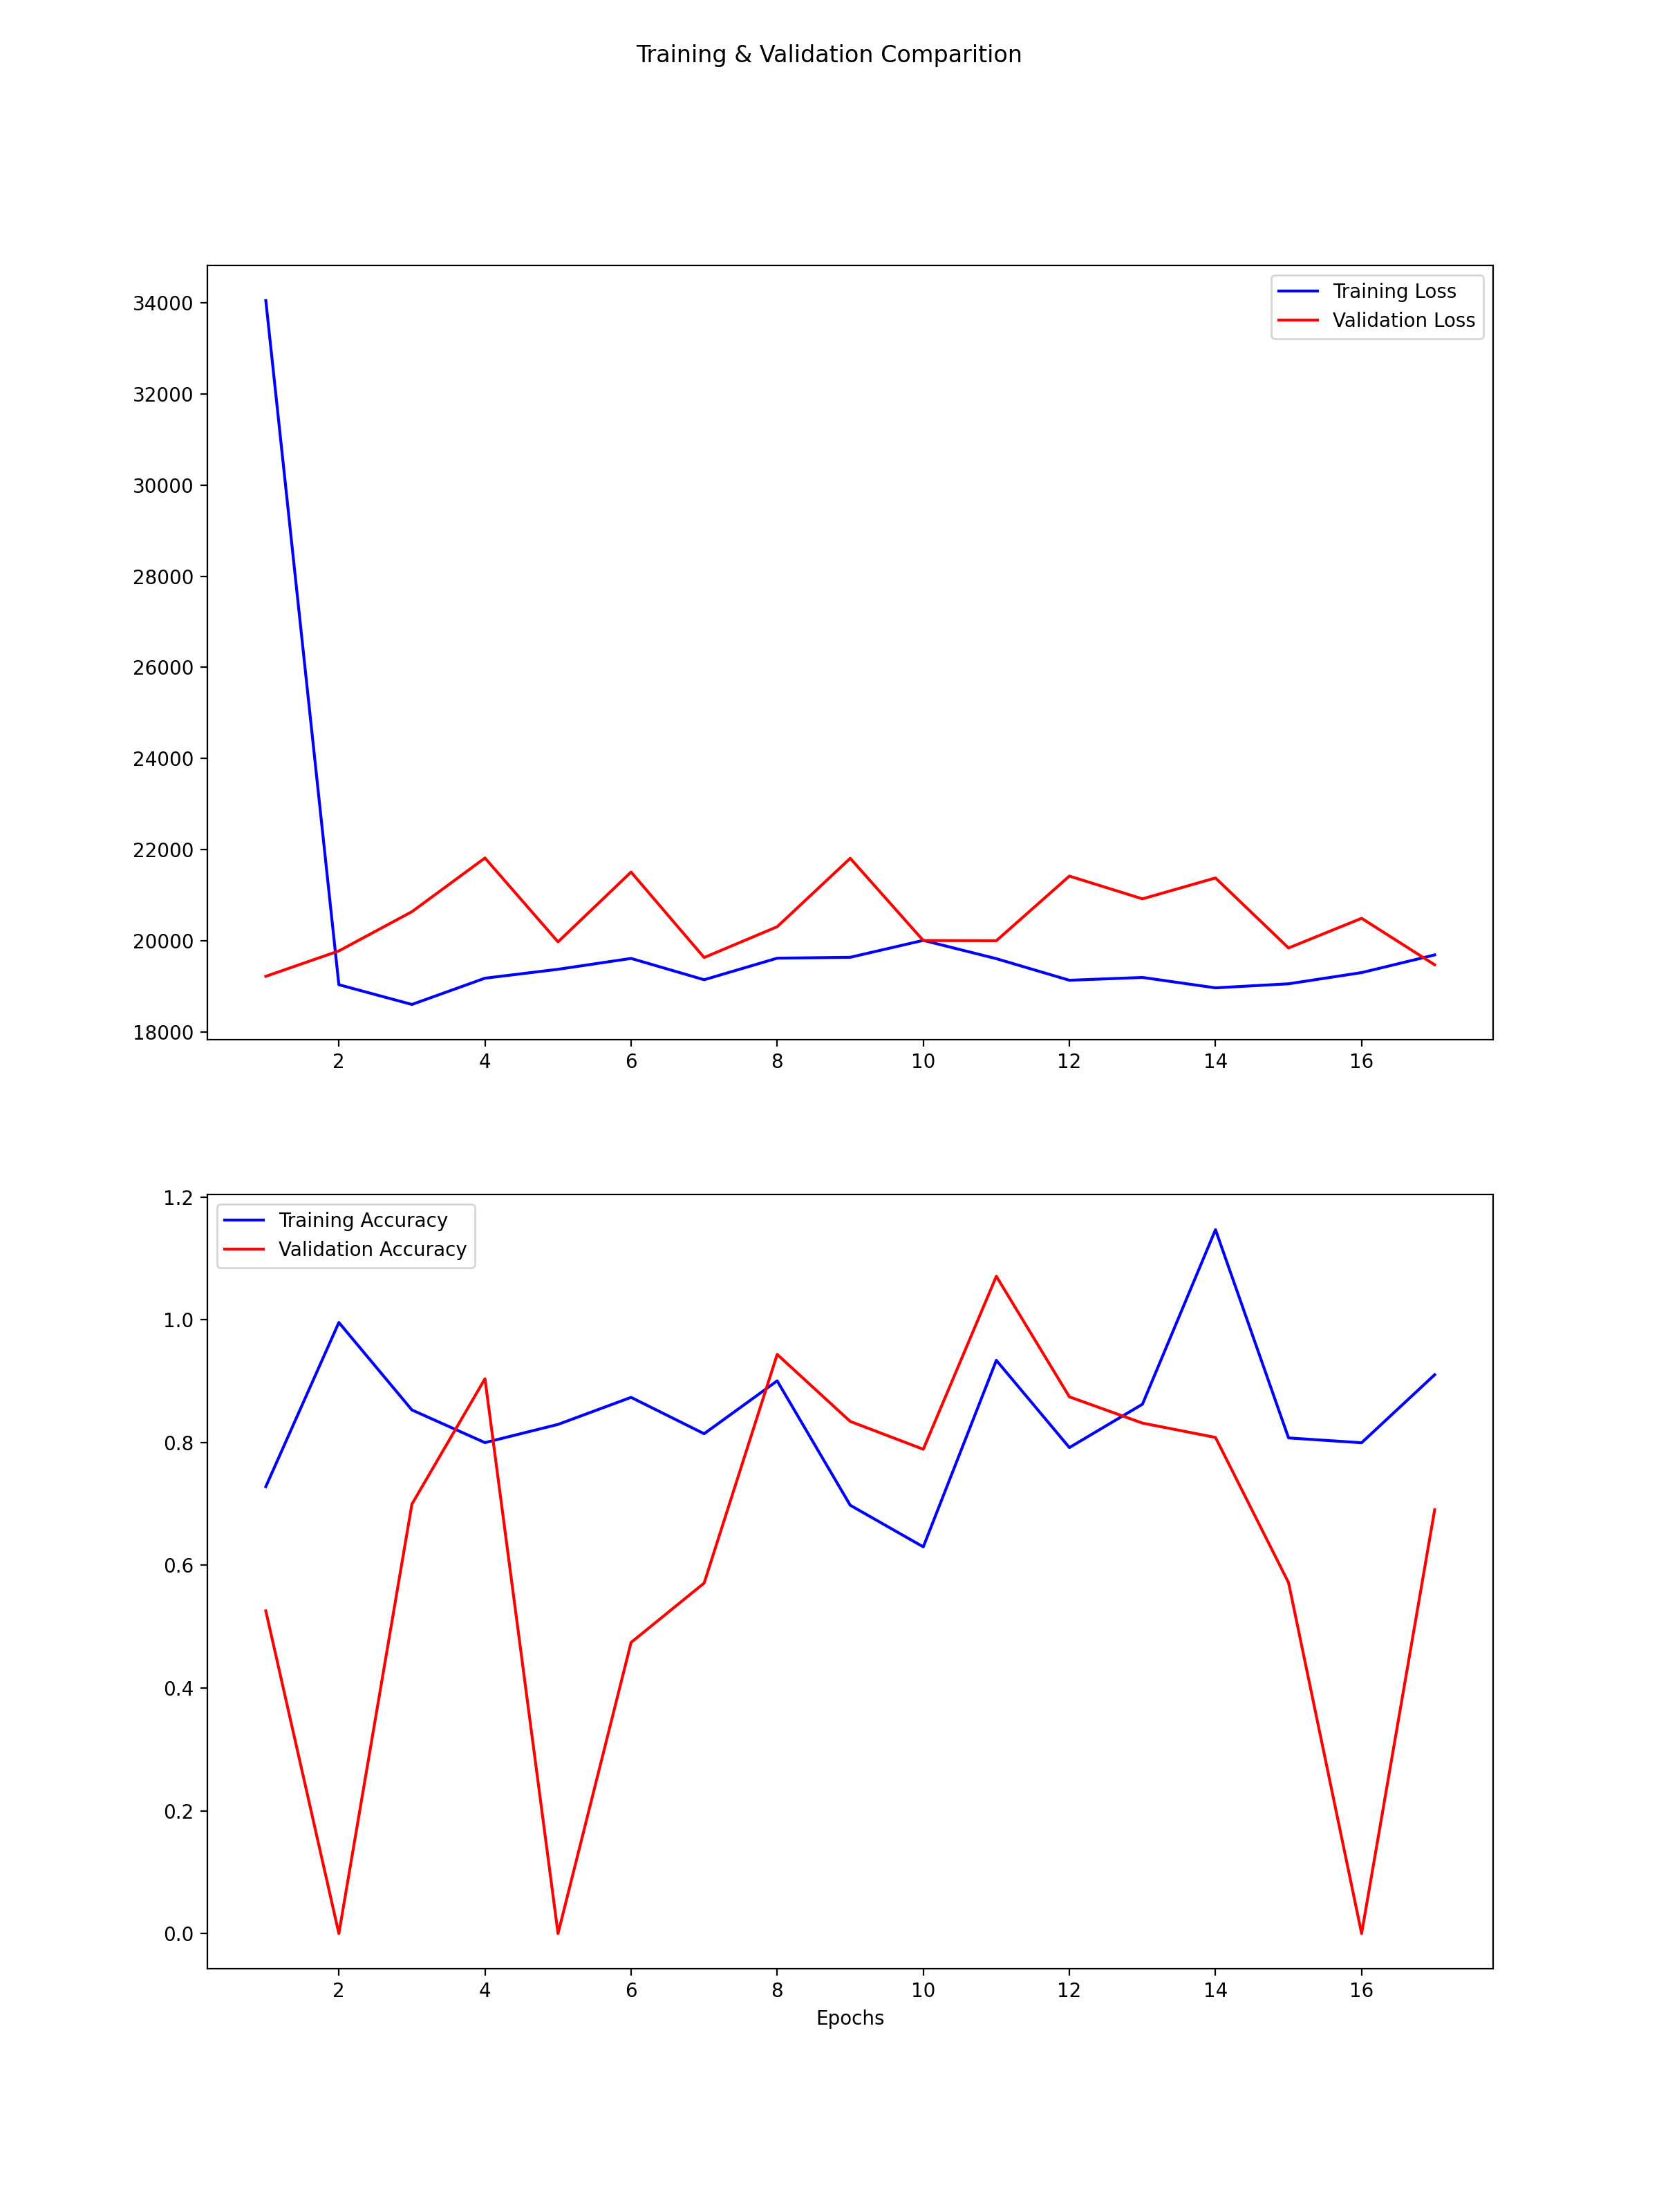 Training & Validation Comparition
34000
32000
30000
28000
26000
24000
22000
20000
18000
Training Loss
Validation Loss
2 4 6 8 10 12 14 16
1.2
1.0
0.8
0.6
0.4
0.2
0.0
Training Accuracy
Validation Accuracy
2 4 6 8 10 12 14 16
Epochs